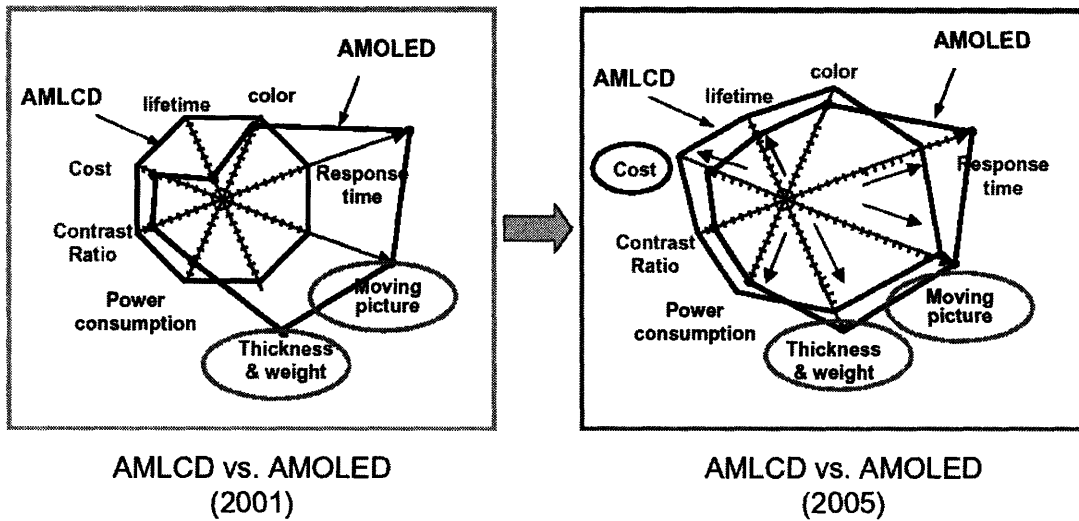 AMOLED
AMLCD
lifetime
color
Cost
Response
time
Contrast
Ratio
Moving
picture
Power
consumption
Thickness
& weight
AMLCD vs. AMOLED
(2001)
AMOLED
AMLCD
color
lifetime
Cost
Response
time
Contrast
Ratio
Moving
picture
Power
consumption
Thickness
& weight
AMLCD vs. AMOLED
(2005)